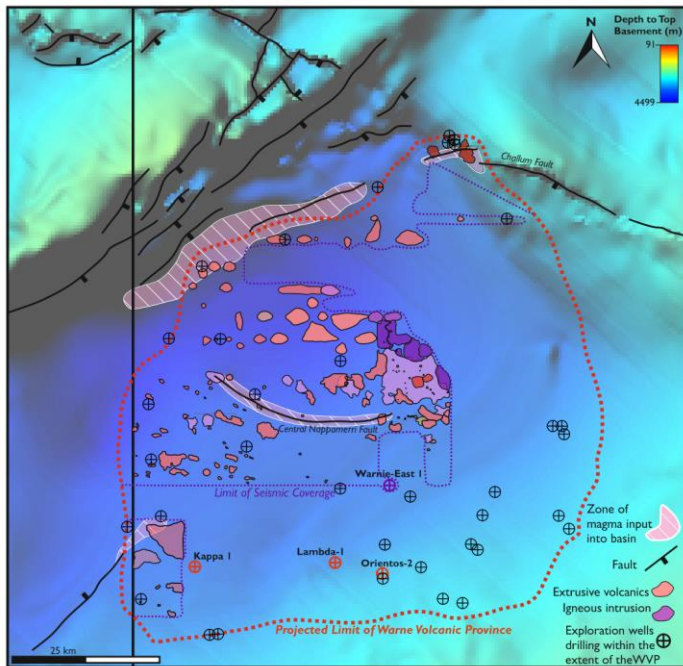 N
Depth to Top
Basement (m)
91
4499
Challum Fault
Central Nappamerri Fault
Warnie-East 1
Limit of Seismic Coverage
Kappa 1
Lambda-1
Orientos-2
Projected Limit of Warne Volcanic Province
25 km
Zone of
magma input
into basin
Fault
Extrusive volcanics
Igneous intrusion
Exploration wells
drilling within the
extent of theWVP